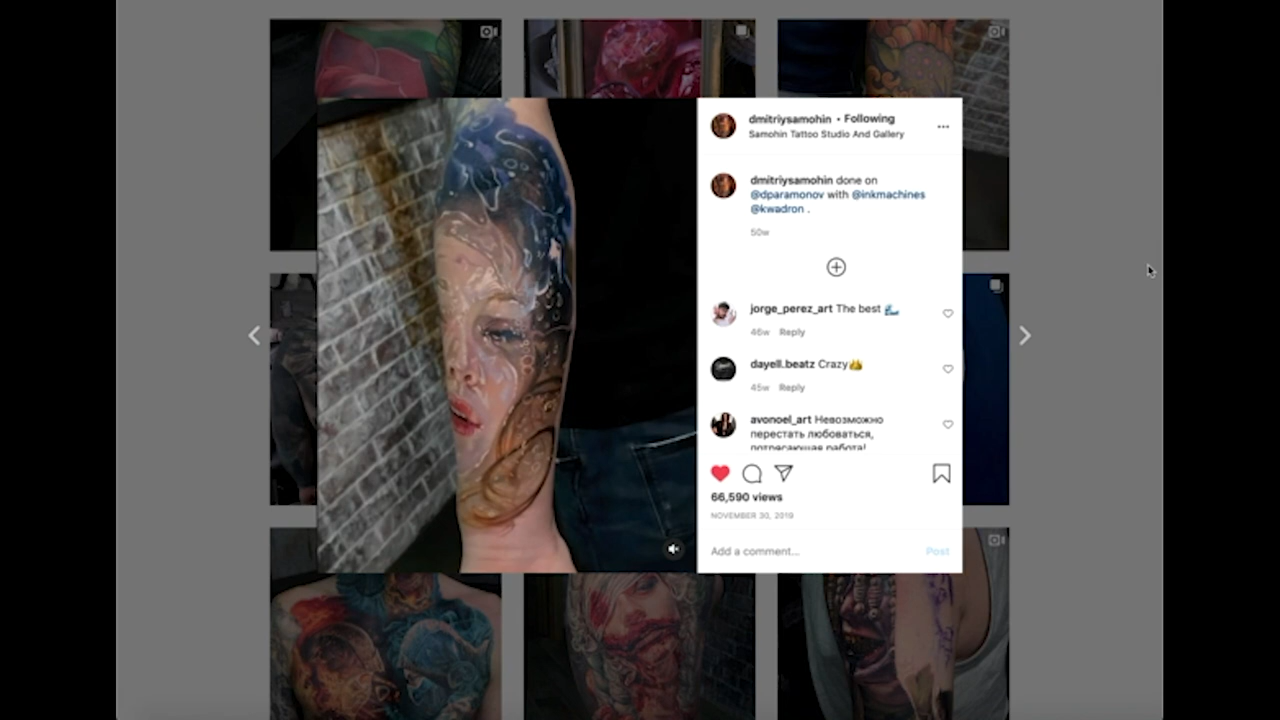 dmitriysamohin • Following
Samohin Tattoo Studio And Gallery
dmitriysamohin done on
@dparamonov with @inkmachines
@kwadron .
50w
jorge_perez_art The best 🌊
46w Reply
dayell.beatz Crazy👑
45w Reply
avonoel_art Невозможно
перестать любоваться,
потрясающая работа!
66,590 views
NOVEMBER 30, 2019
Add a comment...
Post